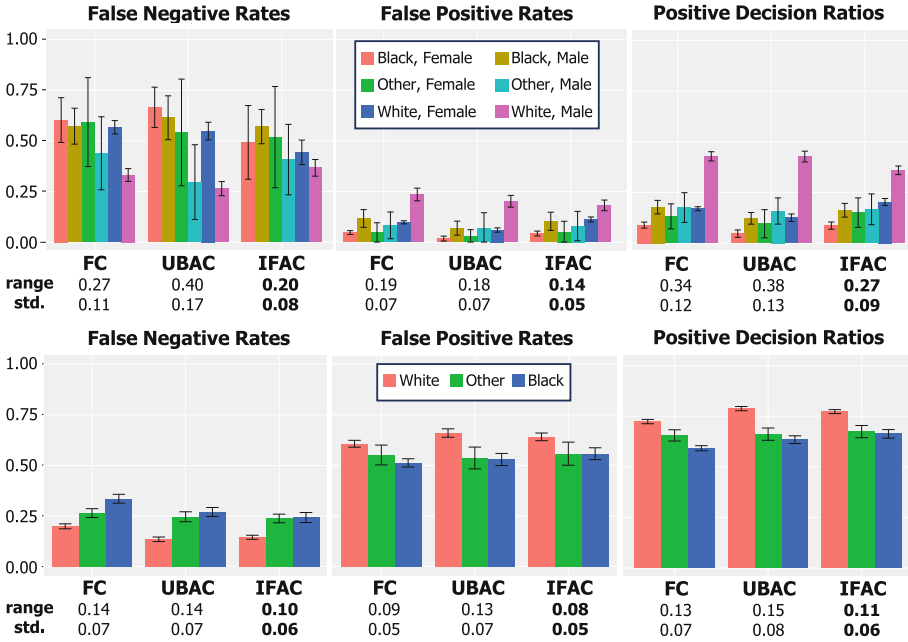 False Negative Rates False Positive Rates Positive Decision Ratios
1.00
0.75
0.50
0.25
0.00
Black, Female Black, Male
Other, Female Other, Male
White, Female White, Male
FC UBAC IFAC FC UBAC IFAC FC UBAC IFAC
range 0.27 0.40 0.20 0.19 0.18 0.14 0.34 0.38 0.27
std. 0.11 0.17 0.08 0.07 0.07 0.05 0.12 0.13 0.09
False Negative Rates False Positive Rates Positive Decision Ratios
1.00
0.75
0.50
0.25
0.00
White Other Black
FC UBAC IFAC FC UBAC IFAC FC UBAC IFAC
range 0.14 0.14 0.10 0.09 0.13 0.08 0.13 0.15 0.11
std. 0.07 0.07 0.06 0.05 0.07 0.05 0.07 0.08 0.06